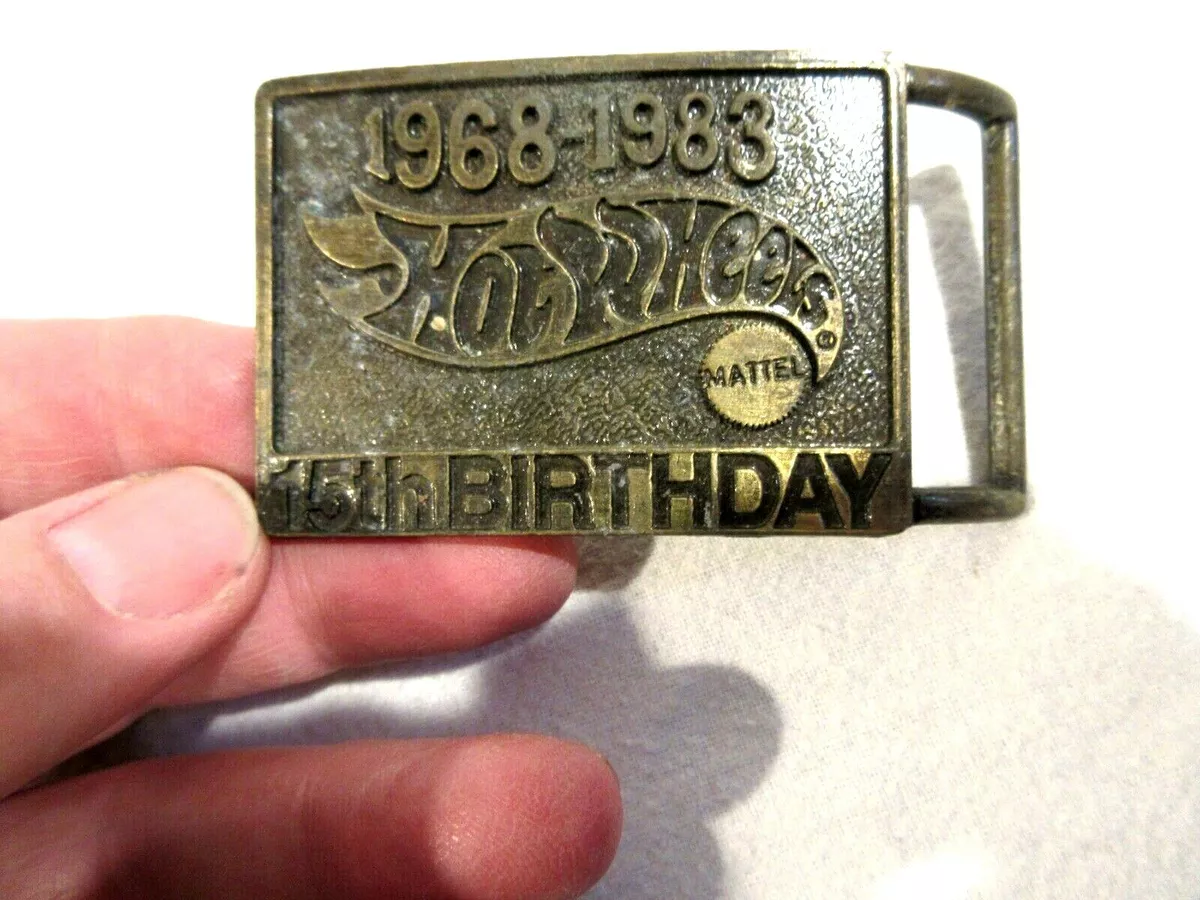 1968-1983
Hot Wheels®
MATTEL
15th BIRTHDAY